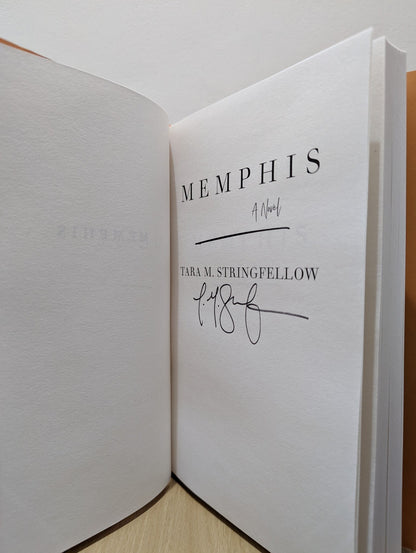 MEMPHIS
A Novel
TARA M. STRINGFELLOW